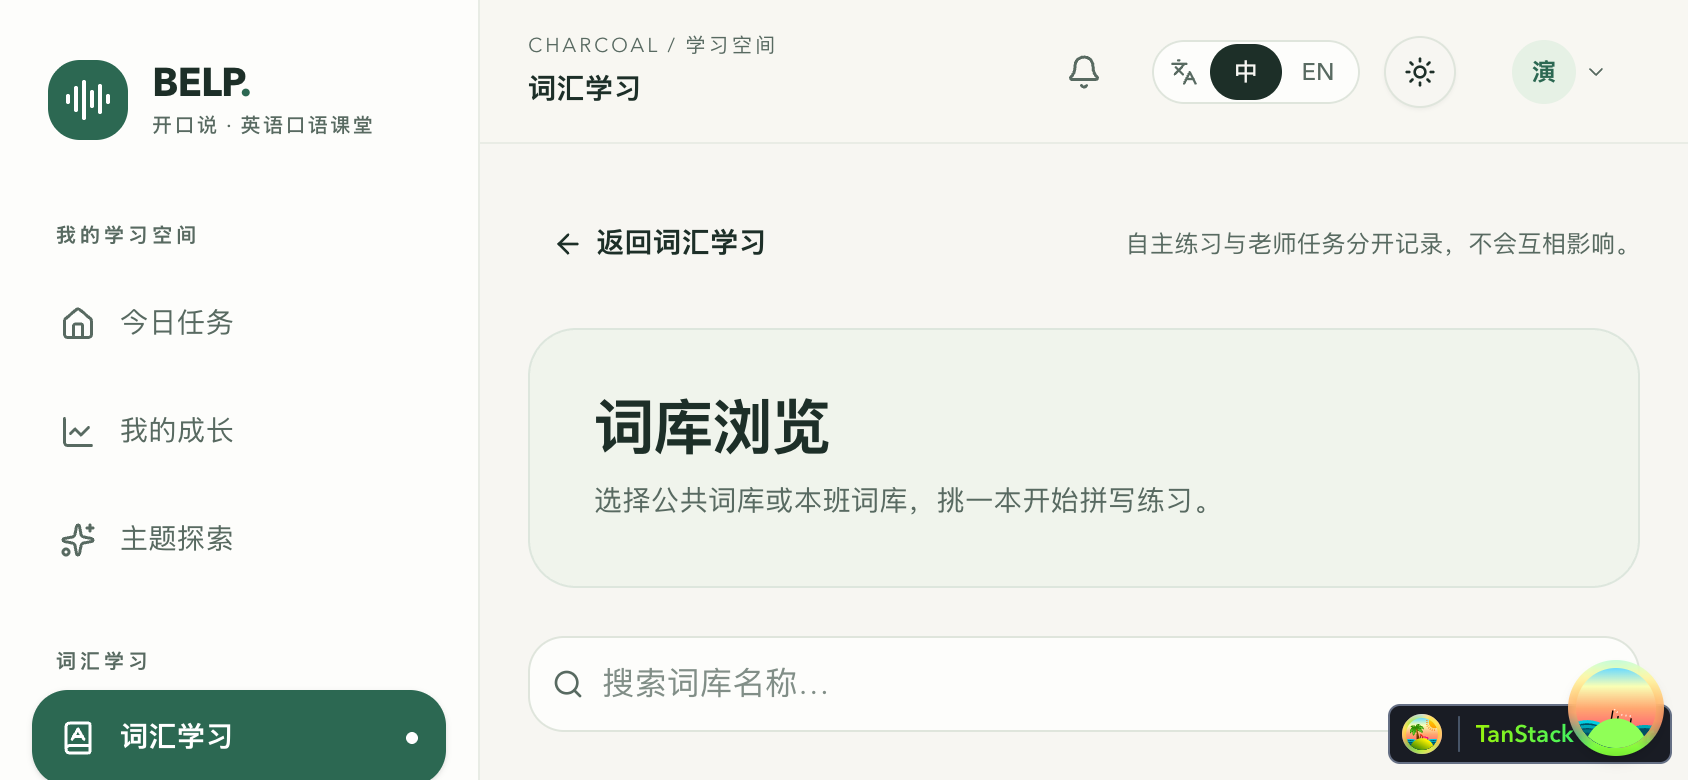 BELP.
开口说 · 英语口语课堂
我的学习空间
今日任务
我的成长
主题探索
词汇学习
词汇学习
CHARCOAL / 学习空间
词汇学习
中 EN
演
返回词汇学习
自主练习与老师任务分开记录，不会互相影响。
词库浏览
选择公共词库或本班词库，挑一本开始拼写练习。
搜索词库名称…
TanStack